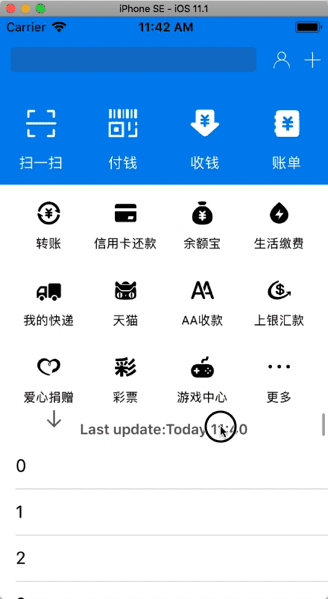 iPhone SE - iOS 11.1
Carrier 11:42 AM
扫一扫 付钱 收钱 账单
转账 信用卡还款 余额宝 生活缴费
我的快递 天猫 AA收款 上银汇款
彩
爱心捐赠 彩票 游戏中心 更多
Last update:Today 11:40
0
1
2